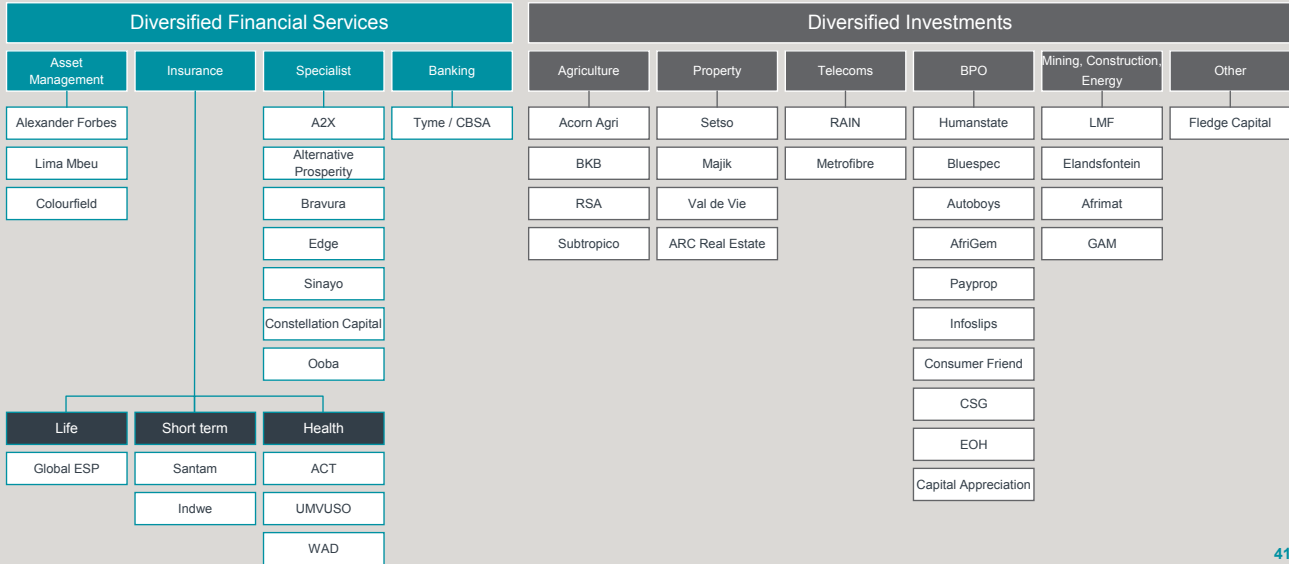 Diversified Financial Services
Diversified Investments
Asset
Management
Insurance
Specialist
Banking
Agriculture
Property
Telecoms
BPO
Mining, Construction,
Energy
Other
Alexander Forbes
Lima Mbeu
Colourfield
A2X
Alternative
Prosperity
Bravura
Edge
Sinayo
Constellation Capital
Ooba
Tyme / CBSA
Acorn Agri
BKB
RSA
Subtropico
Setso
Majik
Val de Vie
ARC Real Estate
RAIN
Metrofibre
Humanstate
Bluespec
Autoboys
AfriGem
Payprop
Infoslips
Consumer Friend
CSG
EOH
Capital Appreciation
LMF
Elandsfontein
Afrimat
GAM
Fledge Capital
Life
Global ESP
Short term
Santam
Indwe
Health
ACT
UMVUSO
WAD
41